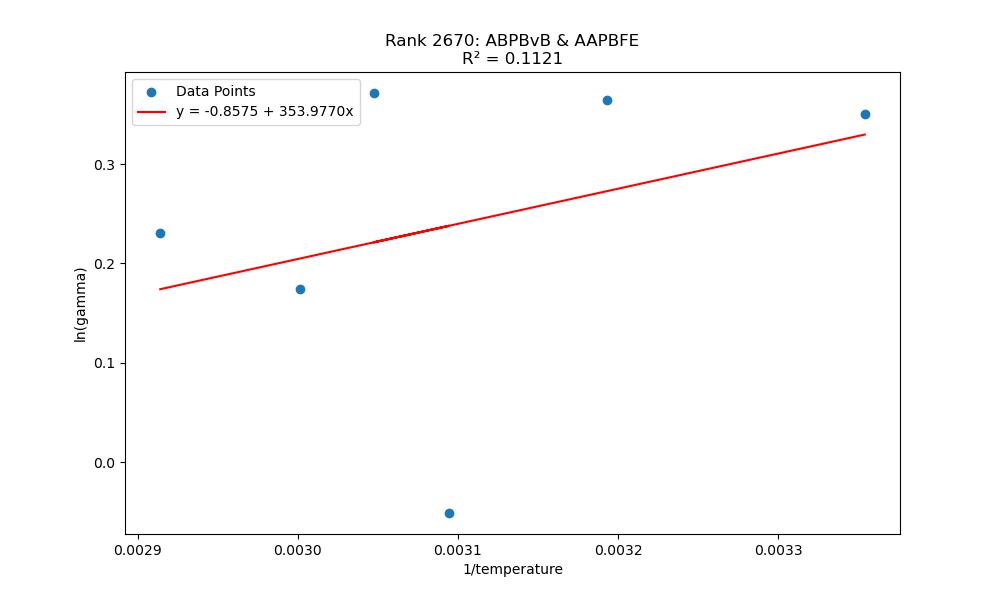 Rank 2670: ABPBvB & AAPBFE
R² = 0.1121
Data Points
y = -0.8575 + 353.9770x
ln(gamma)
0.3
0.2
0.1
0.0
0.0029
0.0030
0.0031
0.0032
0.0033
1/temperature